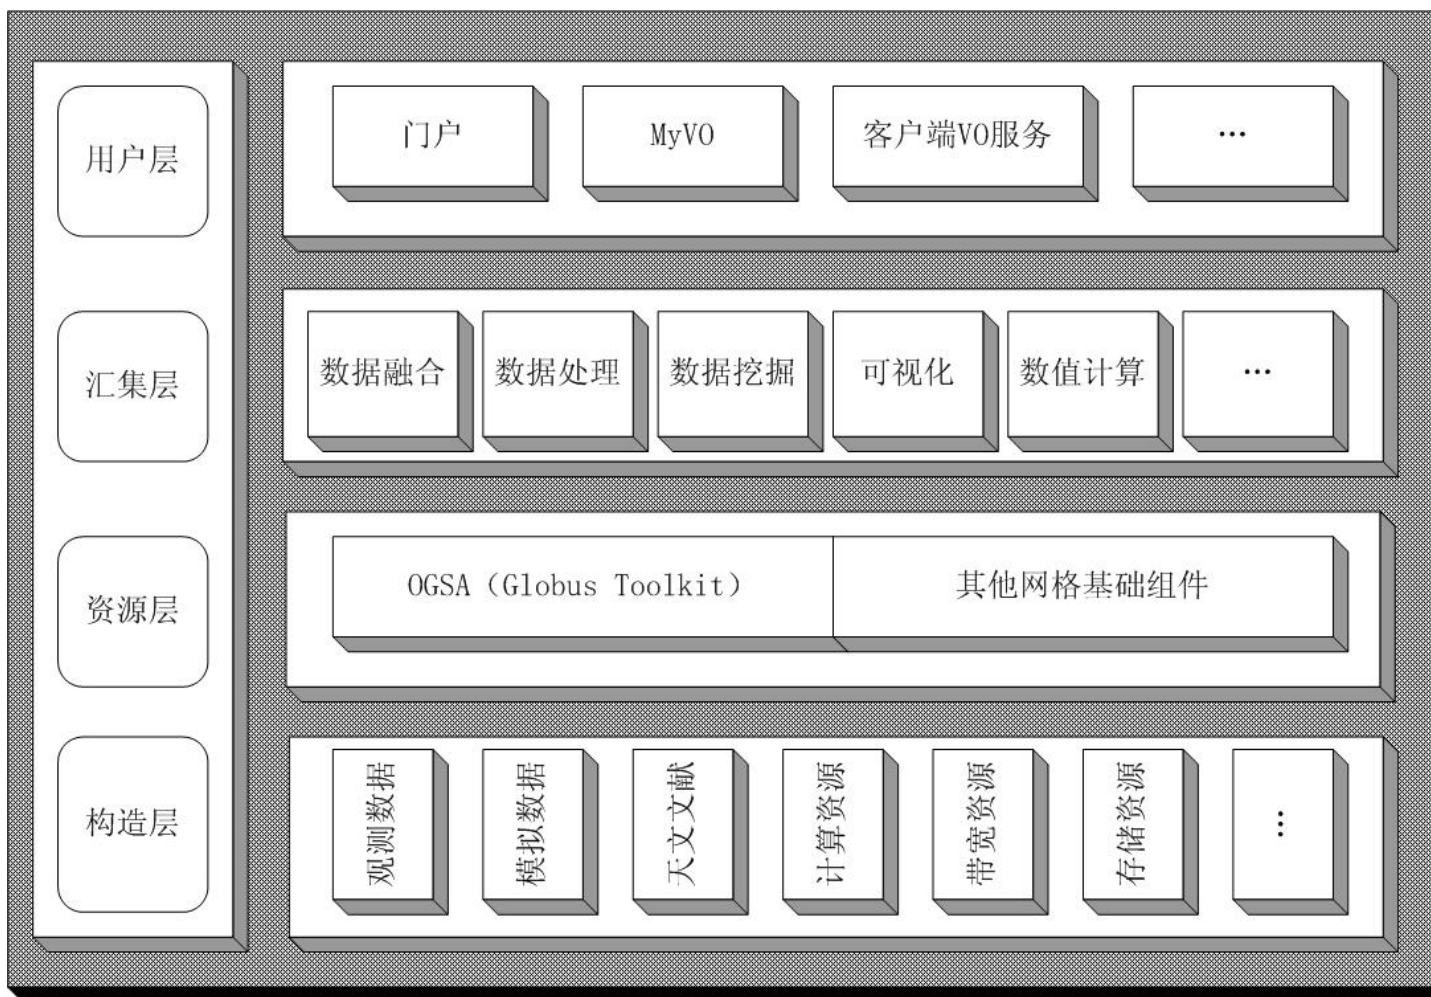 用户层
门户
MyVO
客户端VO服务
…
汇集层
数据融合
数据处理
数据挖掘
可视化
数值计算
…
资源层
OGSA（Globus Toolkit）
其他网格基础组件
构造层
观测数据
模拟数据
天文文献
计算资源
带宽资源
存储资源
…